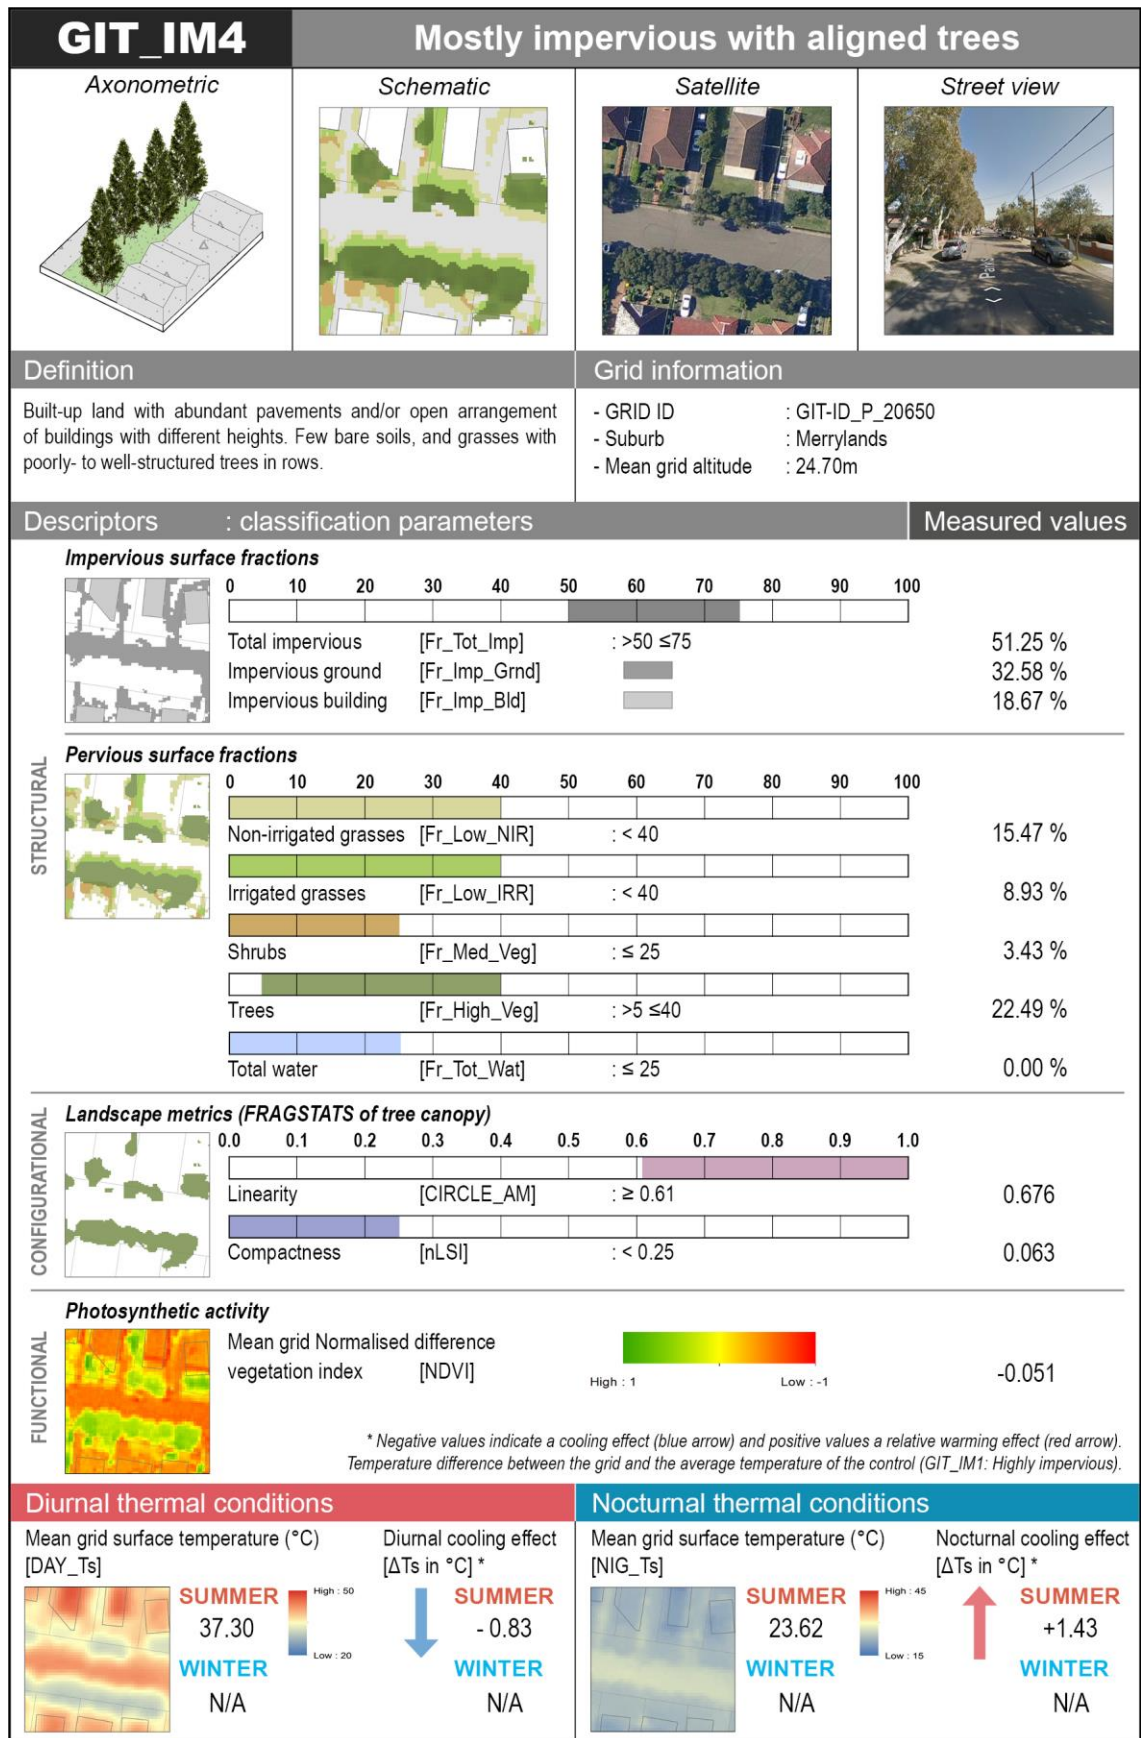 GIT_IM4
Mostly impervious with aligned trees
Axonometric
Schematic
Satellite
Street view
Definition
Built-up land with abundant pavements and/or open arrangement
of buildings with different heights. Few bare soils, and grasses with
poorly- to well-structured trees in rows.
Grid information
- GRID ID : GIT-ID_P_20650
- Suburb : Merrylands
- Mean grid altitude : 24.70m
Descriptors : classification parameters
Measured values
STRUCTURAL
Impervious surface fractions
0 10 20 30 40 50 60 70 80 90 100
Total impervious [Fr_Tot_Imp] : >50 ≤75 51.25 %
Impervious ground [Fr_Imp_Grnd] 32.58 %
Impervious building [Fr_Imp_Bld] 18.67 %
Pervious surface fractions
0 10 20 30 40 50 60 70 80 90 100
Non-irrigated grasses [Fr_Low_NIR] : < 40 15.47 %
Irrigated grasses [Fr_Low_IRR] : < 40 8.93 %
Shrubs [Fr_Med_Veg] : ≤ 25 3.43 %
Trees [Fr_High_Veg] : >5 ≤40 22.49 %
Total water [Fr_Tot_Wat] : ≤ 25 0.00 %
CONFIGURATIONAL
Landscape metrics (FRAGSTATS of tree canopy)
0.0 0.1 0.2 0.3 0.4 0.5 0.6 0.7 0.8 0.9 1.0
Linearity [CIRCLE_AM] : ≥ 0.61 0.676
Compactness [nLSI] : < 0.25 0.063
FUNCTIONAL
Photosynthetic activity
Mean grid Normalised difference
vegetation index [NDVI] -0.051
High : 1 Low : -1
* Negative values indicate a cooling effect (blue arrow) and positive values a relative warming effect (red arrow).
Temperature difference between the grid and the average temperature of the control (GIT_IM1: Highly impervious).
Diurnal thermal conditions
Mean grid surface temperature (°C)
[DAY_Ts]
SUMMER
37.30
WINTER
N/A
High : 50
Low : 20
Diurnal cooling effect
[ΔTs in °C] *
SUMMER
- 0.83
WINTER
N/A
Nocturnal thermal conditions
Mean grid surface temperature (°C)
[NIG_Ts]
SUMMER
23.62
WINTER
N/A
High : 45
Low : 15
Nocturnal cooling effect
[ΔTs in °C] *
SUMMER
+1.43
WINTER
N/A